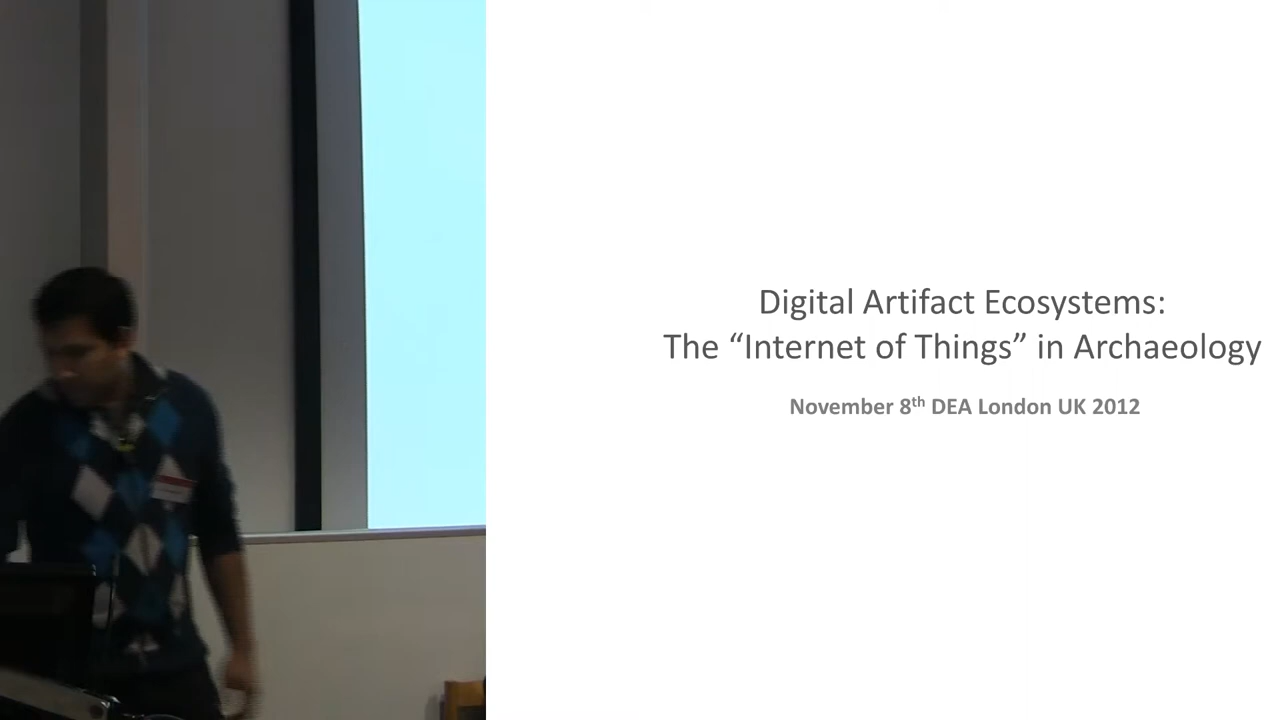 Digital Artifact Ecosystems:
The “Internet of Things” in Archaeology
November 8th DEA London UK 2012